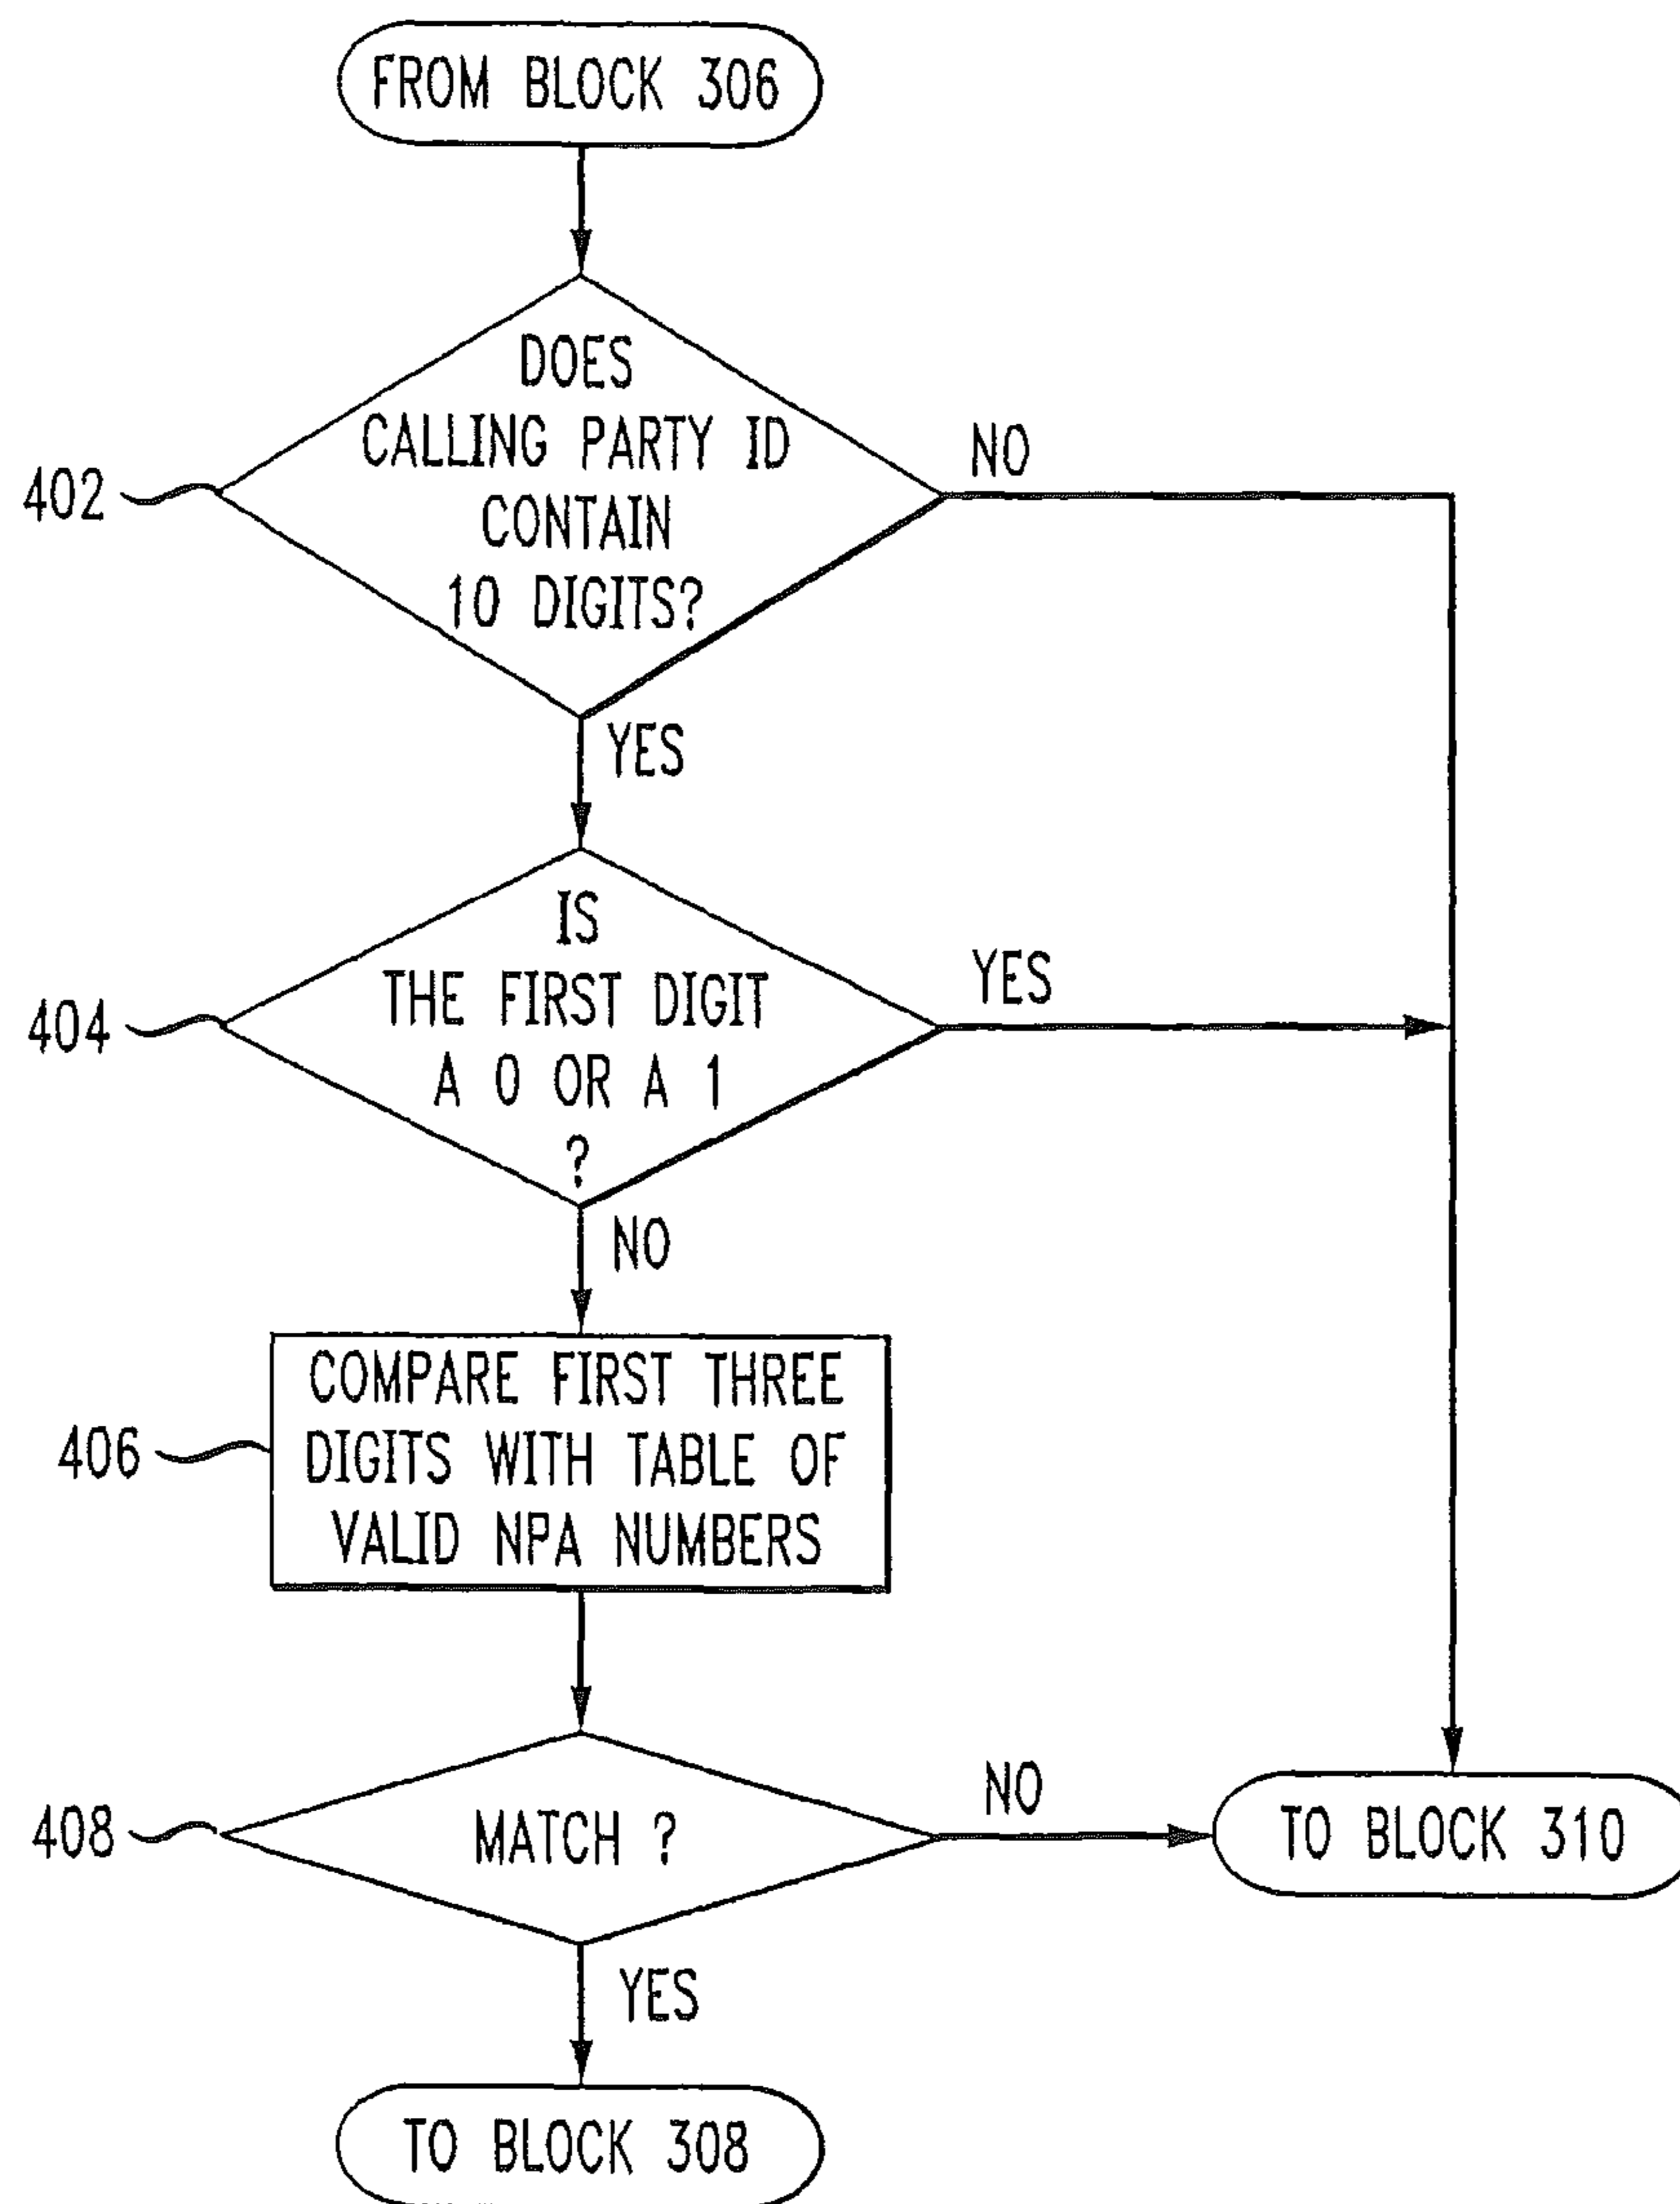 FROM BLOCK 306
DOES
CALLING PARTY ID
CONTAIN
10 DIGITS?
402
NO
YES
IS
THE FIRST DIGIT
A 0 OR A 1
?
404
YES
NO
COMPARE FIRST THREE
DIGITS WITH TABLE OF
VALID NPA NUMBERS
406
MATCH ?
408
NO
TO BLOCK 310
YES
TO BLOCK 308